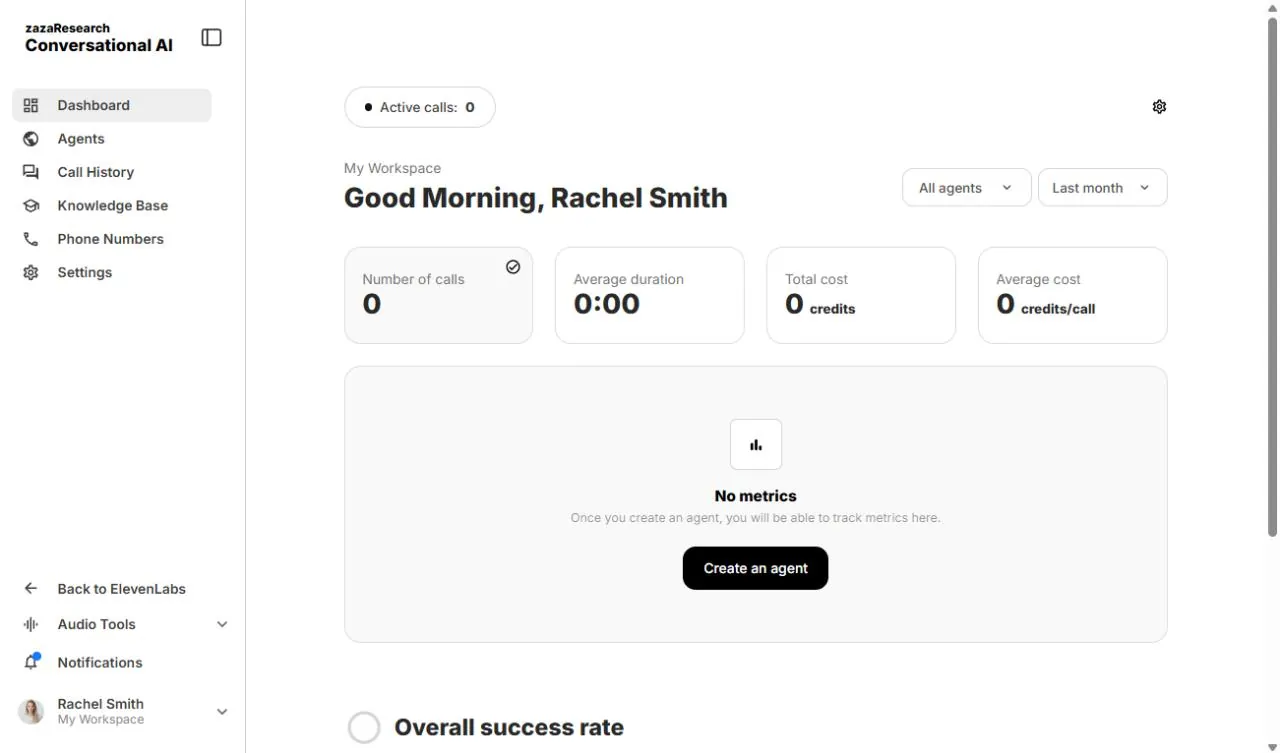 zazaResearch
Conversational AI
Dashboard
Agents
Call History
Knowledge Base
Phone Numbers
Settings
Back to ElevenLabs
Audio Tools
Notifications
Rachel Smith
My Workspace
Active calls: 0
My Workspace
Good Morning, Rachel Smith
All agents
Last month
Number of calls
0
Average duration
0:00
Total cost
0 credits
Average cost
0 credits/call
No metrics
Once you create an agent, you will be able to track metrics here.
Create an agent
Overall success rate